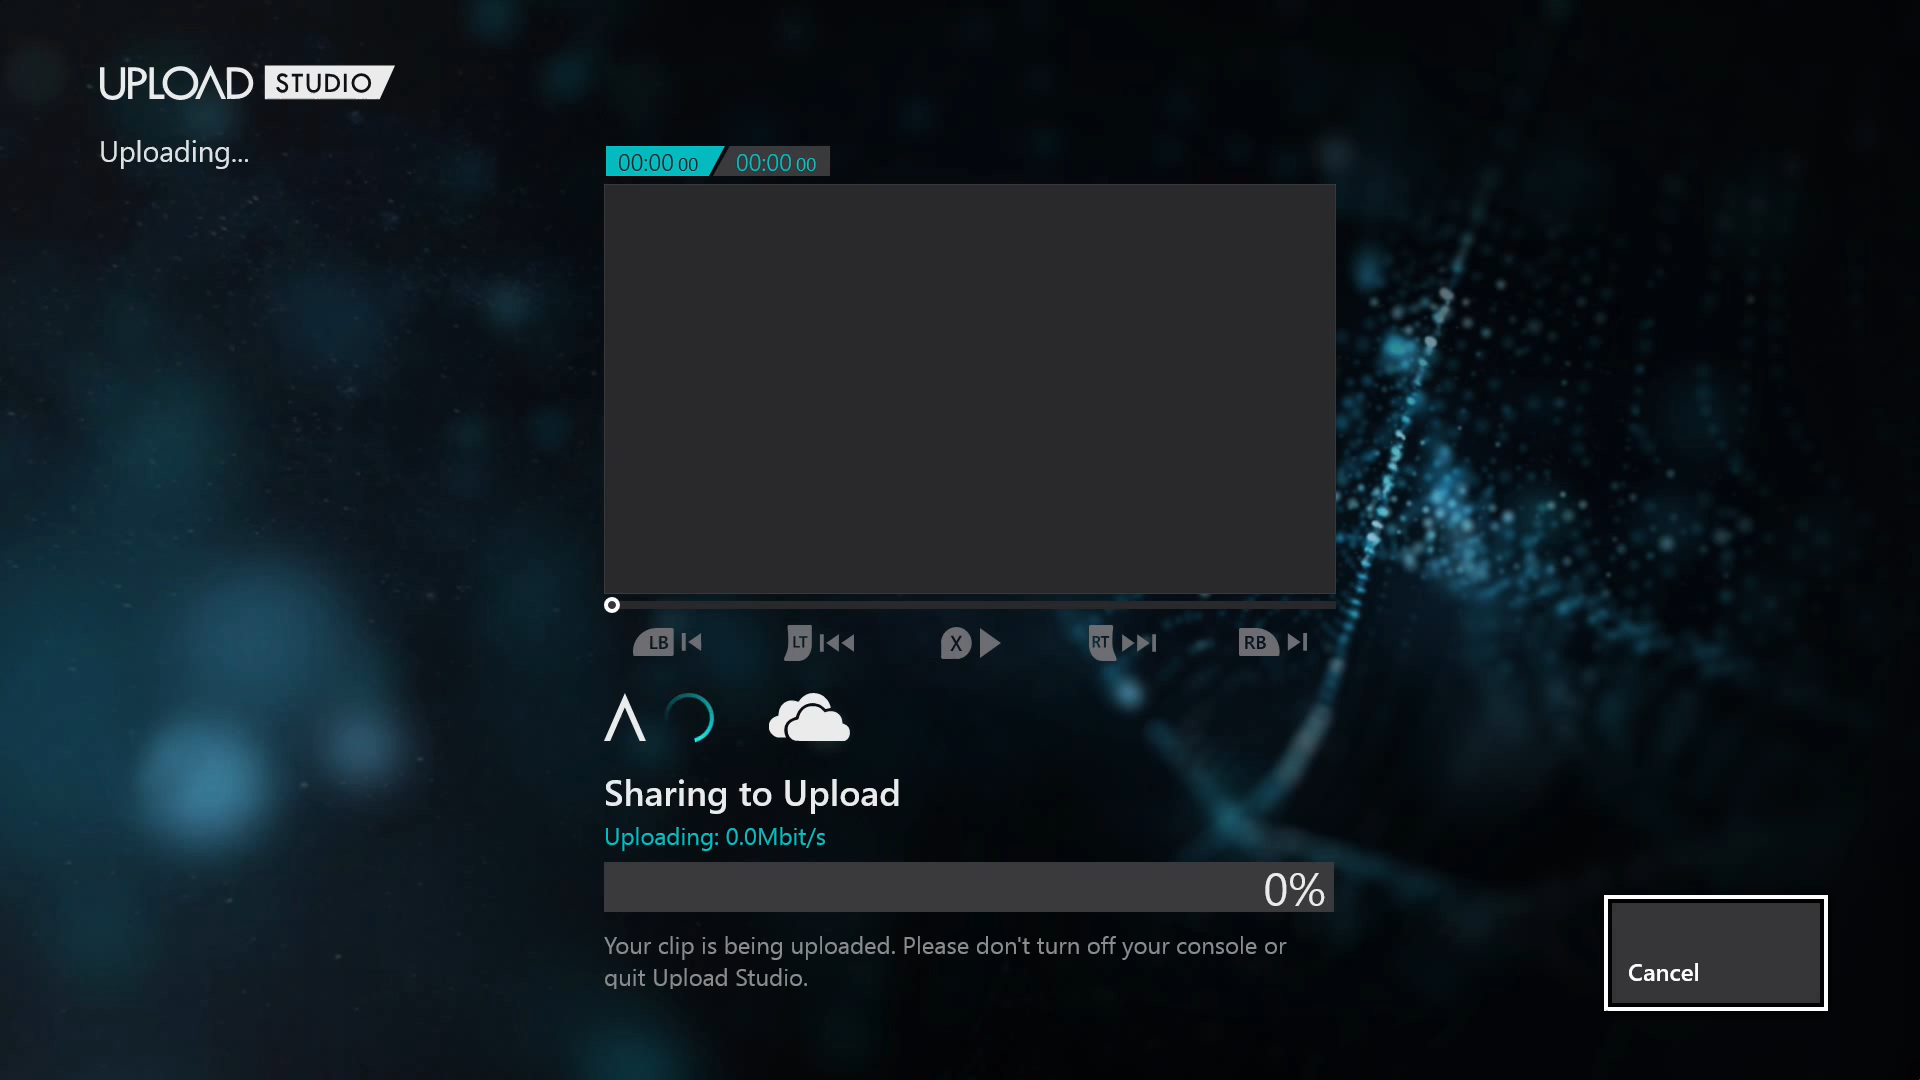 UPLOAD STUDIO
Uploading...
00:00 00 00:00 00
LB LT X RT RB
Sharing to Upload
Uploading: 0.0Mbit/s
0%
Your clip is being uploaded. Please don't turn off your console or
quit Upload Studio.
Cancel